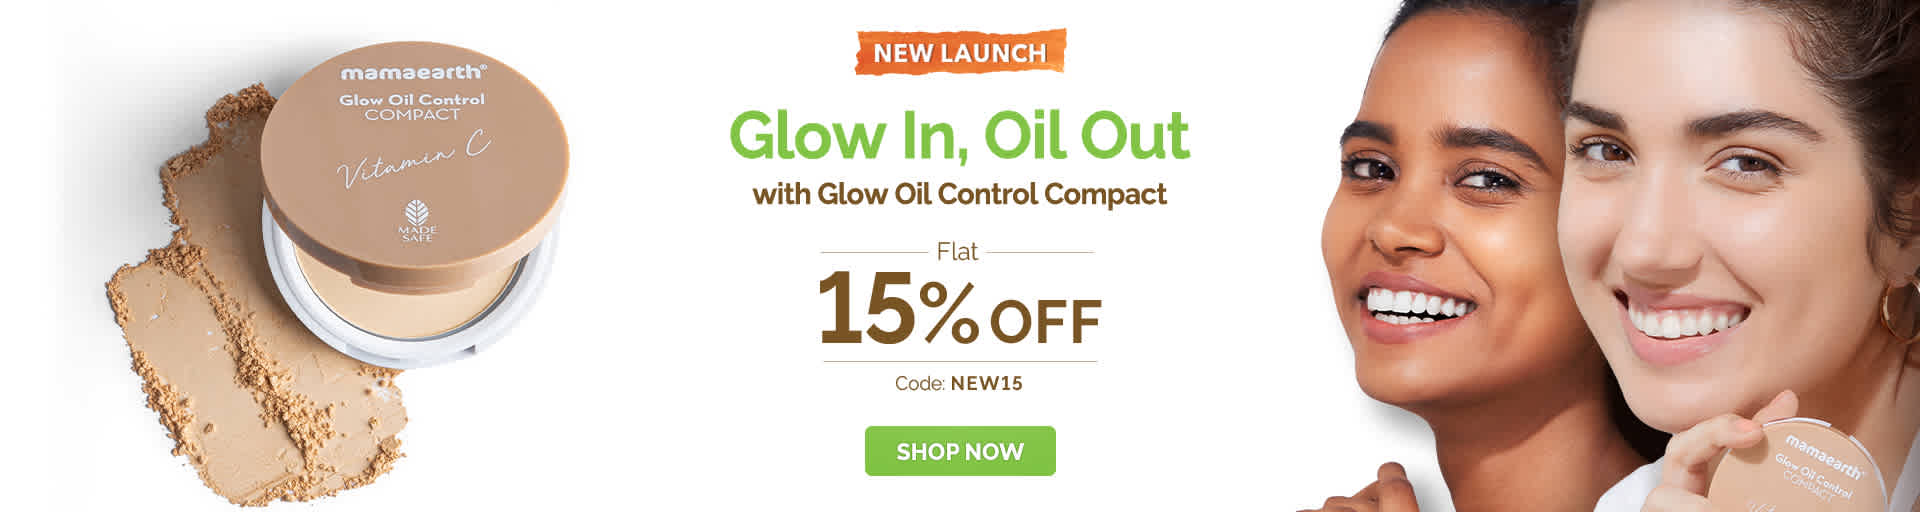 mamaearth®
Glow Oil Control
COMPACT
Vitamin C
MADE
SAFE
NEW LAUNCH
Glow In, Oil Out
with Glow Oil Control Compact
Flat
15% OFF
Code: NEW15
SHOP NOW
mamaearth®
Glow Oil Control
COMPACT